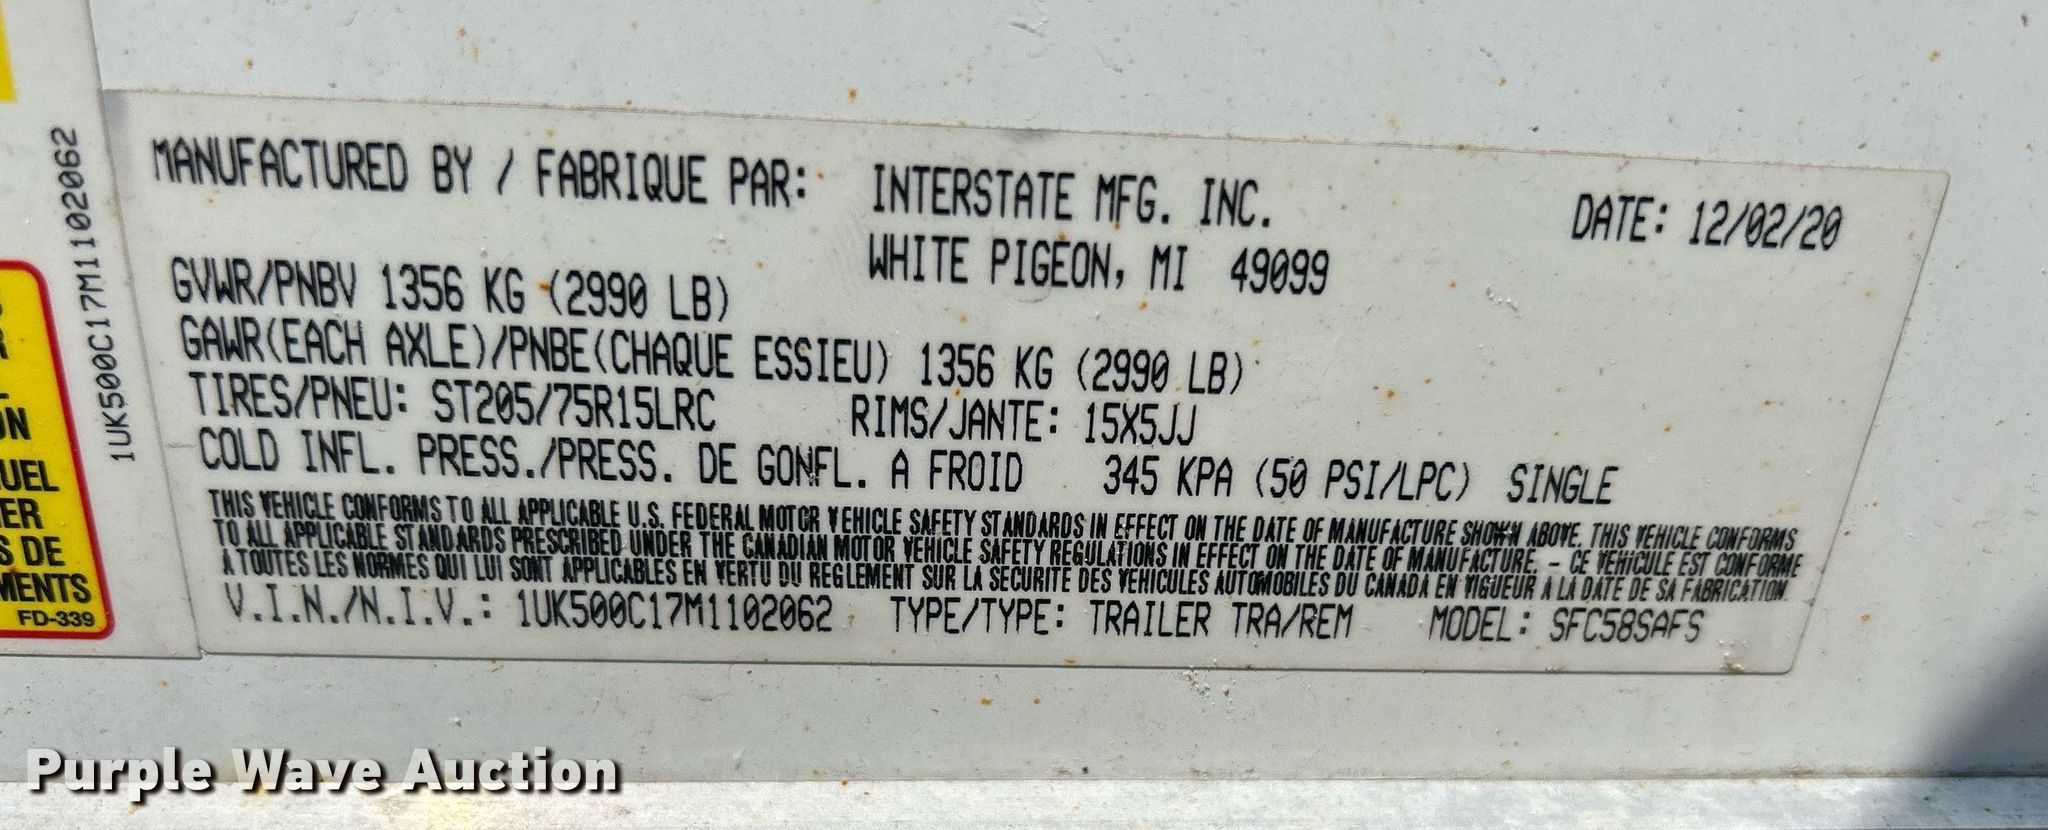 MANUFACTURED BY / FABRIQUE PAR: INTERSTATE MFG. INC. DATE: 12/02/20
WHITE PIGEON, MI 49099
GVWR/PNBV 1356 KG (2990 LB)
GAWR(EACH AXLE)/PNBE(CHAQUE ESSIEU) 1356 KG (2990 LB)
TIRES/PNEU: ST205/75R15LRC RIMS/JANTE: 15X5JJ
COLD INFL. PRESS./PRESS. DE GONFL. A FROID 345 KPA (50 PSI/LPC) SINGLE
THIS VEHICLE CONFORMS TO ALL APPLICABLE U.S. FEDERAL MOTOR VEHICLE SAFETY STANDARDS IN EFFECT ON THE DATE OF MANUFACTURE SHOWN ABOVE. THIS VEHICLE CONFORMS
TO ALL APPLICABLE STANDARDS PRESCRIBED UNDER THE CANADIAN MOTOR VEHICLE SAFETY REGULATIONS IN EFFECT ON THE DATE OF MANUFACTURE. - CE VEHICULE EST CONFORME
A TOUTES LES NORMES QUI LUI SONT APPLICABLES EN VERTU DU REGLEMENT SUR LA SECURITE DES VEHICULES AUTOMOBILES DU CANADA EN VIGUEUR A LA DATE DE SA FABRICATION.
V.I.N./N.I.V.: 1UK500C17M1102062 TYPE/TYPE: TRAILER TRA/REM MODEL: SFC58SAFS
1UK500C17M1102062
ON
UEL
ER
S DE
MENTS
FD-339
Purple Wave Auction